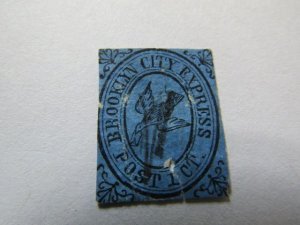 BROOKLYN CITY EXPRESS
POST 1 CT.